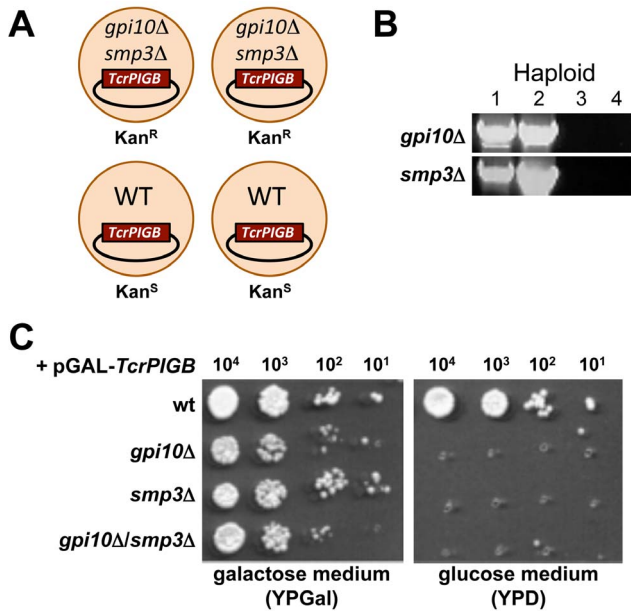 A
gpi10Δ gpi10Δ
smp3Δ smp3Δ
TcrPIGB TcrPIGB
Kanᴿ Kanᴿ
WT WT
TcrPIGB TcrPIGB
Kanˢ Kanˢ
B
Haploid
1 2 3 4
gpi10Δ
smp3Δ
C
+ pGAL-TcrPIGB 10⁴ 10³ 10² 10¹ 10⁴ 10³ 10² 10¹
wt
gpi10Δ
smp3Δ
gpi10Δ/smp3Δ
galactose medium glucose medium
(YPGal) (YPD)